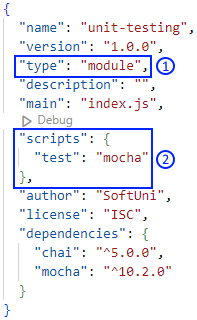 {
"name": "unit-testing",
"version": "1.0.0",
"type": "module", 1
"description": "",
"main": "index.js",
Debug
"scripts": {
"test": "mocha"
}, 2
"author": "SoftUni",
"license": "ISC",
"dependencies": {
"chai": "^5.0.0",
"mocha": "^10.2.0"
}
}